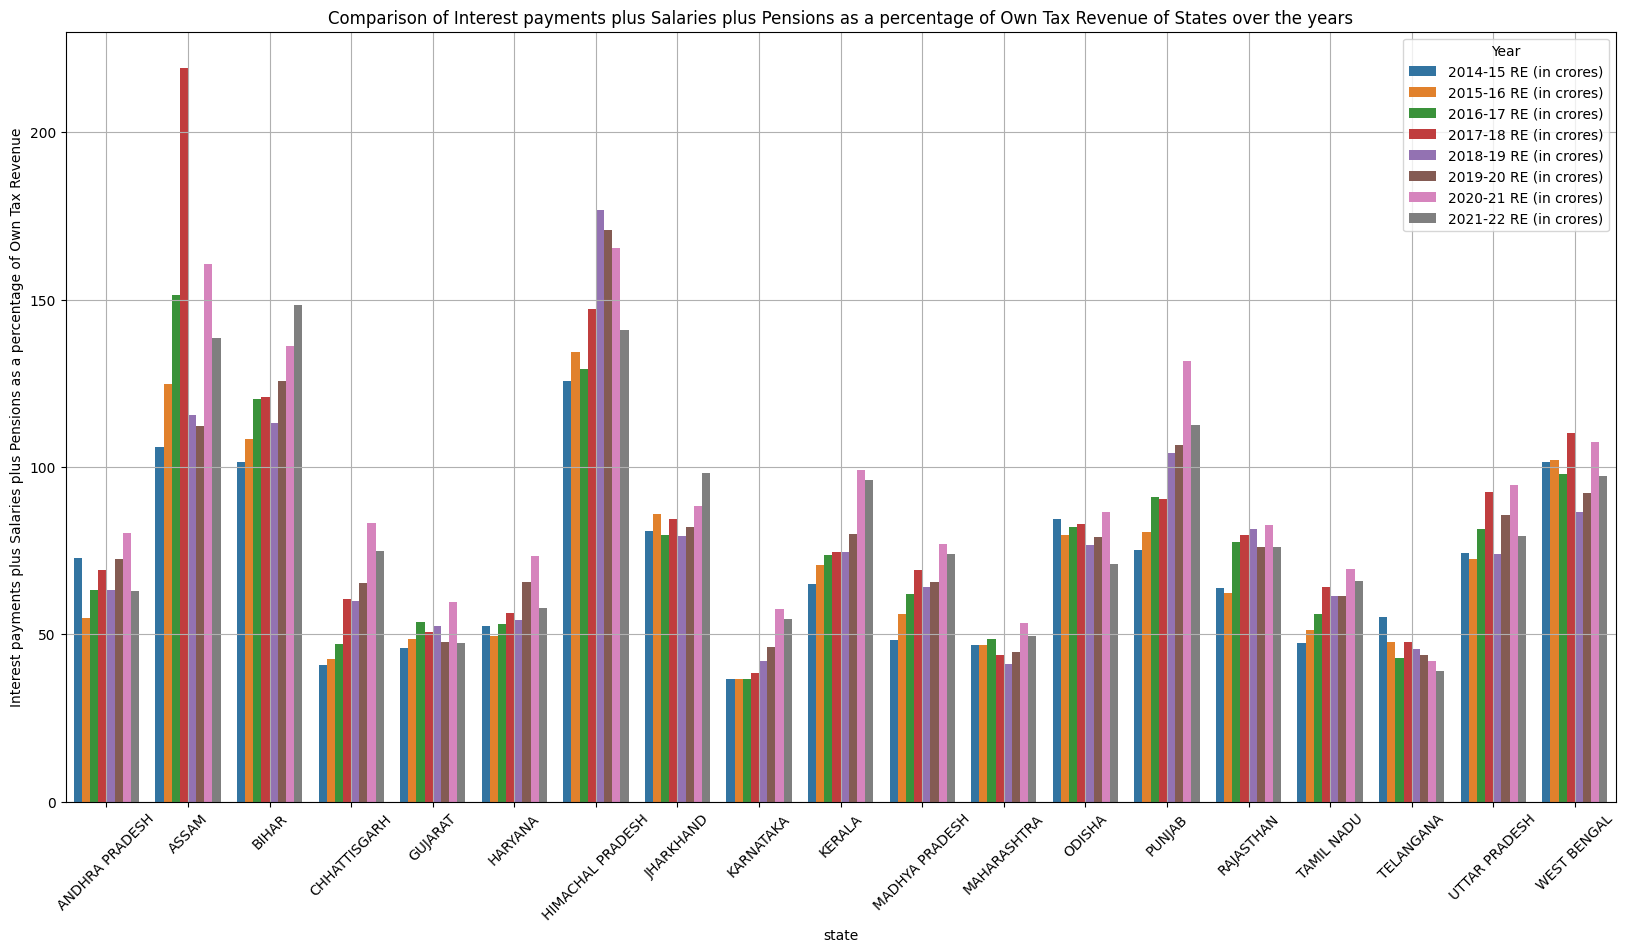 Comparison of Interest payments plus Salaries plus Pensions as a percentage of Own Tax Revenue of States over the years
Interest payments plus Salaries plus Pensions as a percentage of Own Tax Revenue
200
150
100
50
0
Year
2014-15 RE (in crores)
2015-16 RE (in crores)
2016-17 RE (in crores)
2017-18 RE (in crores)
2018-19 RE (in crores)
2019-20 RE (in crores)
2020-21 RE (in crores)
2021-22 RE (in crores)
ANDHRA PRADESH
ASSAM
BIHAR
CHHATTISGARH
GUJARAT
HARYANA
HIMACHAL PRADESH
JHARKHAND
KARNATAKA
KERALA
MADHYA PRADESH
MAHARASHTRA
ODISHA
PUNJAB
RAJASTHAN
TAMIL NADU
TELANGANA
UTTAR PRADESH
WEST BENGAL
state